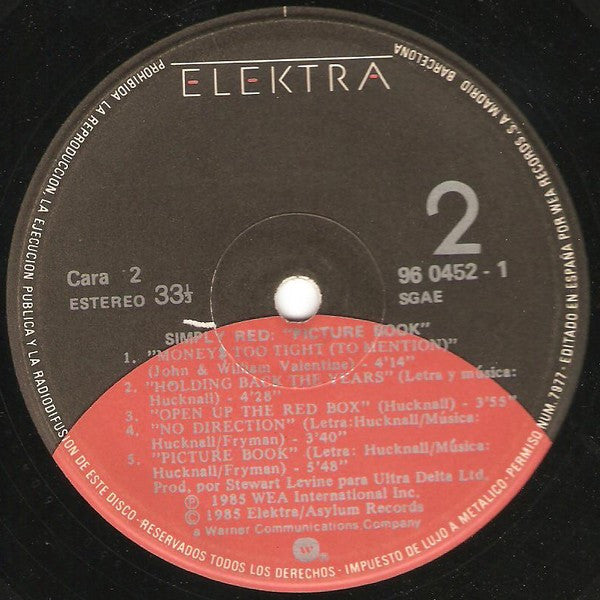 ELEKTRA
2
Cara 2
ESTEREO 33⅓
96 0452 - 1
SGAE
SIMPLY RED: "PICTURE BOOK"
1. "MONEY$ TOO TIGHT (TO MENTION)"
(John & William Valentine) - 4'14"
2. "HOLDING BACK THE YEARS" (Letra y música:
Hucknall) - 4'28"
3. "OPEN UP THE RED BOX" (Hucknall) - 3'55"
4. "NO DIRECTION" (Letra: Hucknall/Música:
Hucknall/Fryman) - 3'40"
5. "PICTURE BOOK" (Letra: Hucknall/Música:
Hucknall/Fryman) - 5'48"
Prod. por Stewart Levine para Ultra Delta Ltd.
Ⓟ 1985 WEA International Inc.
© 1985 Elektra/Asylum Records
a Warner Communications Company
W
PROHIBIDA LA REPRODUCCION, LA EJECUCION PUBLICA Y LA RADIODIFUSION DE ESTE DISCO - RESERVADOS TODOS LOS DERECHOS - IMPUESTO DE LUJO A METALICO - PERMISO NUM. 7977 - EDITADO EN ESPAÑA POR WEA RECORDS, S. A. MADRID BARCELONA